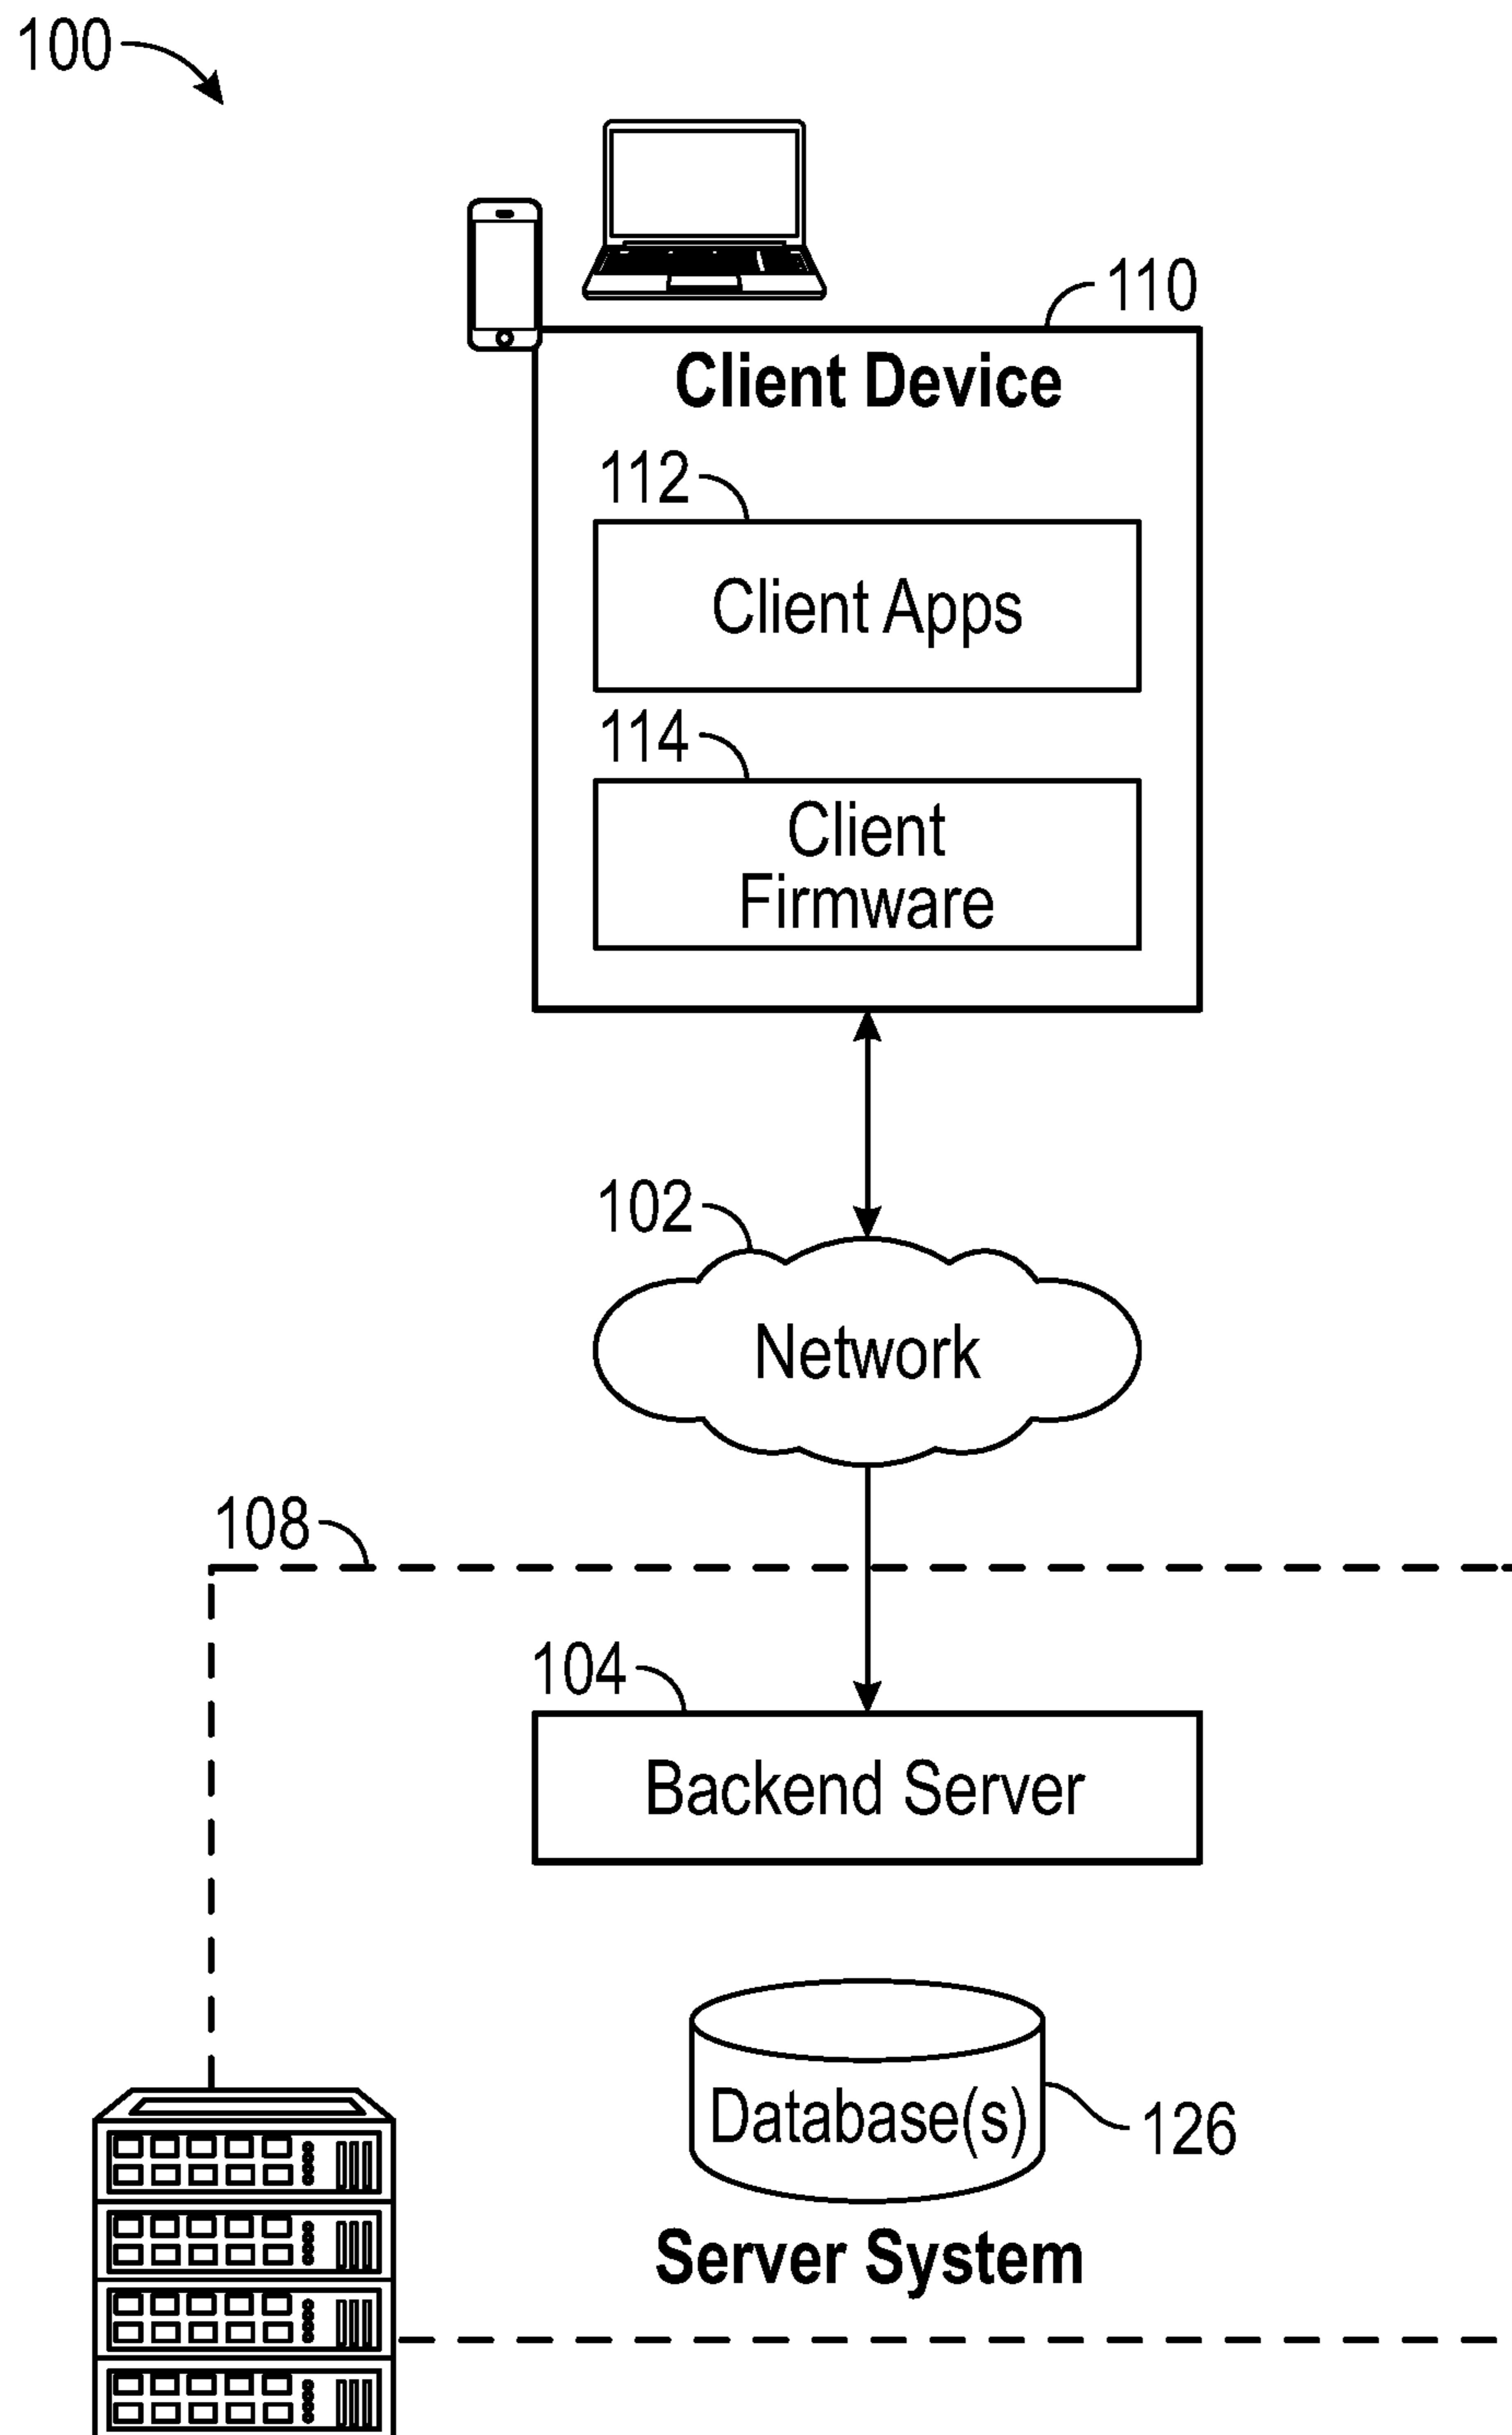 100
110
Client Device
112
Client Apps
114
Client
Firmware
102
Network
108
104
Backend Server
Database(s)
126
Server System